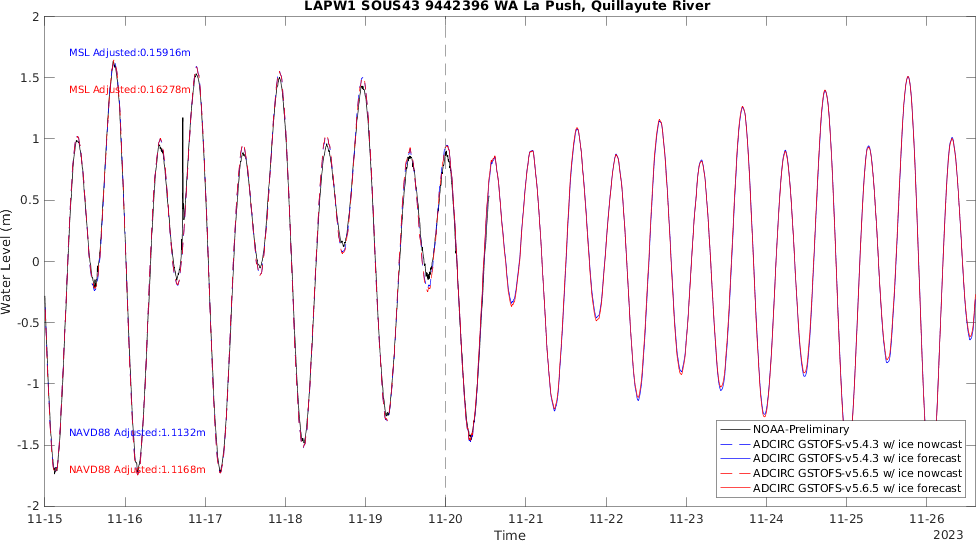 LAPW1 SOUS43 9442396 WA La Push, Quillayute River
2
1.5
1
0.5
0
-0.5
-1
-1.5
-2
Water Level (m)
MSL Adjusted:0.15916m
MSL Adjusted:0.16278m
NAVD88 Adjusted:1.1132m
NAVD88 Adjusted:1.1168m
NOAA-Preliminary
ADCIRC GSTOFS-v5.4.3 w/ ice nowcast
ADCIRC GSTOFS-v5.4.3 w/ ice forecast
ADCIRC GSTOFS-v5.6.5 w/ ice nowcast
ADCIRC GSTOFS-v5.6.5 w/ ice forecast
11-15 11-16 11-17 11-18 11-19 11-20 11-21 11-22 11-23 11-24 11-25 11-26
Time
2023